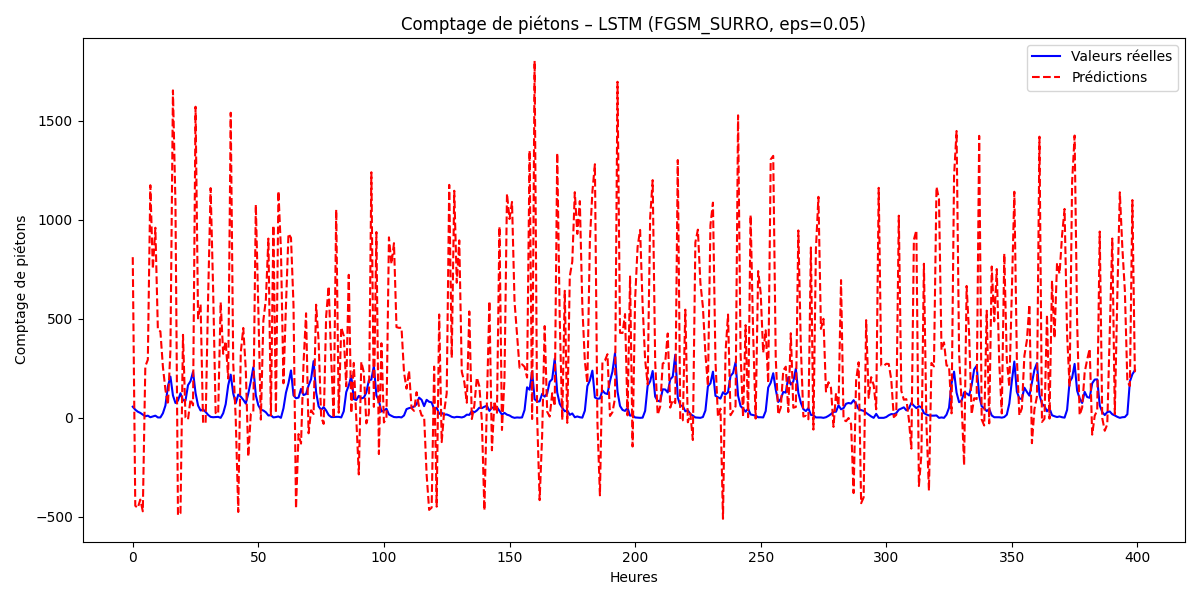 Comptage de piétons – LSTM (FGSM_SURRO, eps=0.05)
Valeurs réelles
Prédictions
Comptage de piétons
1500
1000
500
0
−500
0 50 100 150 200 250 300 350 400
Heures